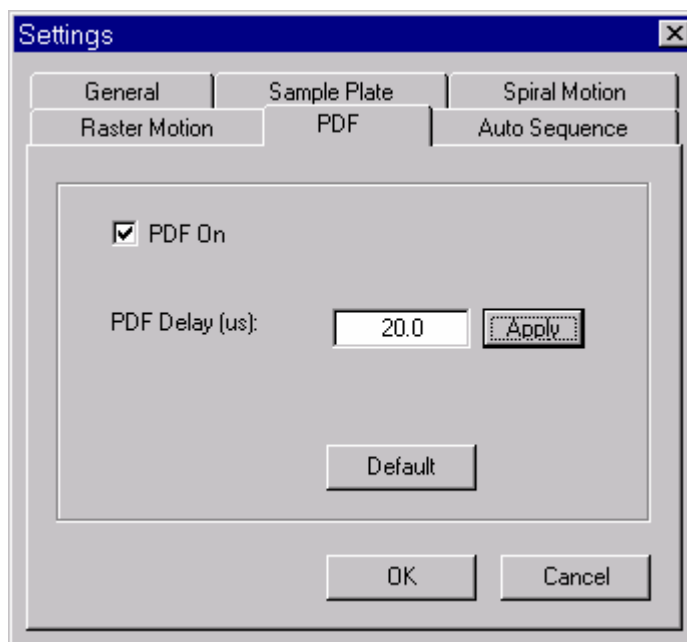 Settings
General Sample Plate Spiral Motion
Raster Motion PDF Auto Sequence
PDF On
PDF Delay (us): 20.0 Apply
Default
OK Cancel